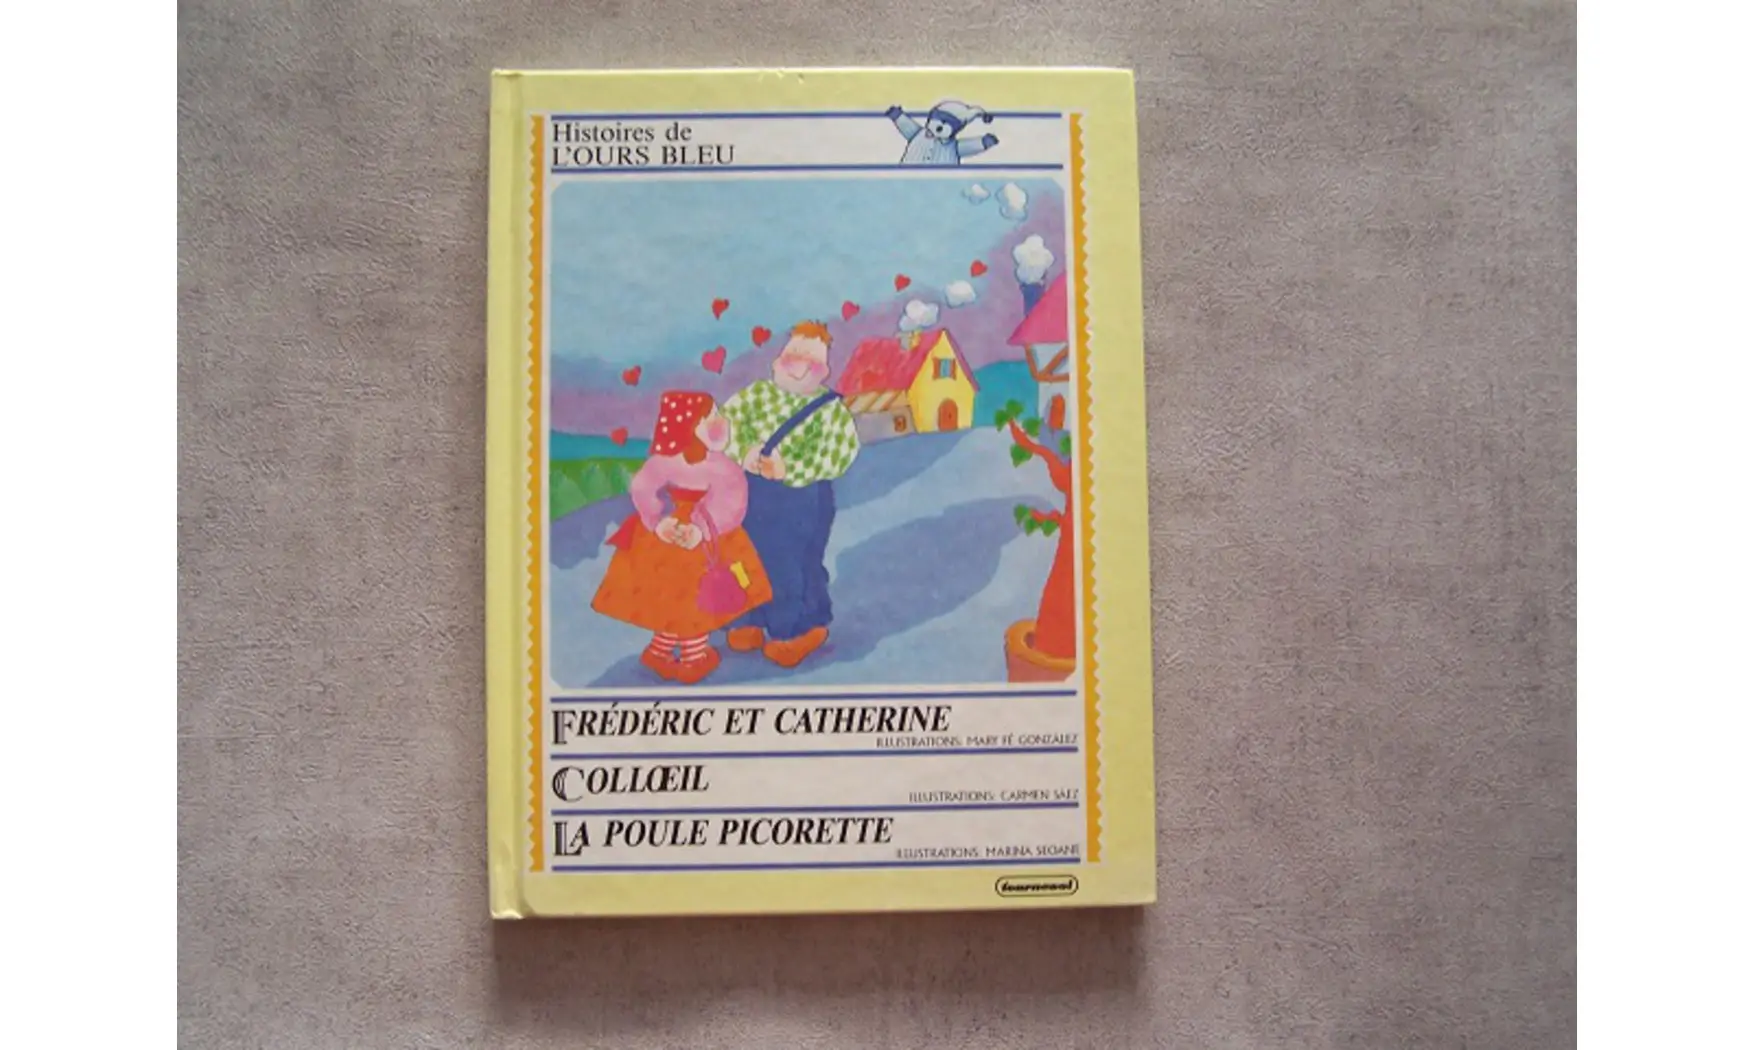 Histoires de
L'OURS BLEU
FRÉDÉRIC ET CATHERINE
ILLUSTRATIONS: MARY FÉ GONZÁLEZ
COLLŒIL
ILLUSTRATIONS: CARMEN SÁEZ
LA POULE PICORETTE
ILLUSTRATIONS: MARINA SEOANE
tournesol